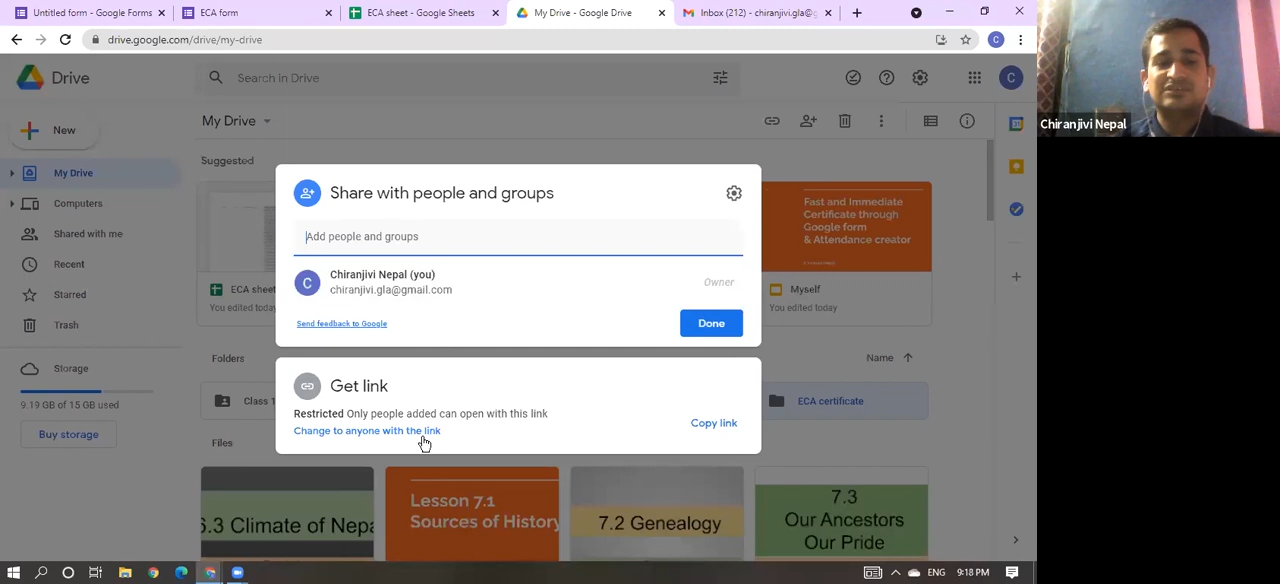 Untitled form - Google Forms
ECA form
ECA sheet - Google Sheets
My Drive - Google Drive
Inbox (212) - chiranjivi.gla@g
drive.google.com/drive/my-drive
C
Drive
Search in Drive
C
Chiranjivi Nepal
New
My Drive
My Drive
Computers
Shared with me
Recent
Starred
Trash
Storage
9.19 GB of 15 GB used
Buy storage
Suggested
ECA sheet
You edited today
Fast and Immediate
Certificate through
Google form
& Attendance creator
Myself
You edited today
Share with people and groups
Add people and groups
C
Chiranjivi Nepal (you)
chiranjivi.gla@gmail.com
Owner
Send feedback to Google
Done
Folders
Name
Get link
Restricted Only people added can open with this link
Change to anyone with the link
Copy link
Class 1
ECA certificate
Files
6.3 Climate of Nepa
Lesson 7.1
Sources of History
7.2 Genealogy
7.3
Our Ancestors
Our Pride
ENG
9:18 PM